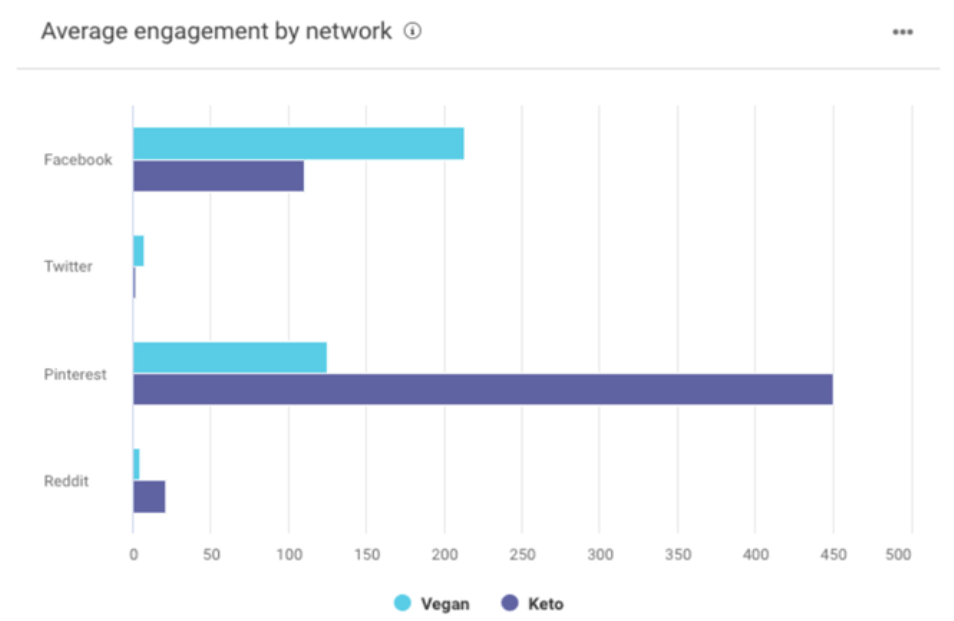 Average engagement by network
Facebook
Twitter
Pinterest
Reddit
0 50 100 150 200 250 300 350 400 450 500
Vegan Keto